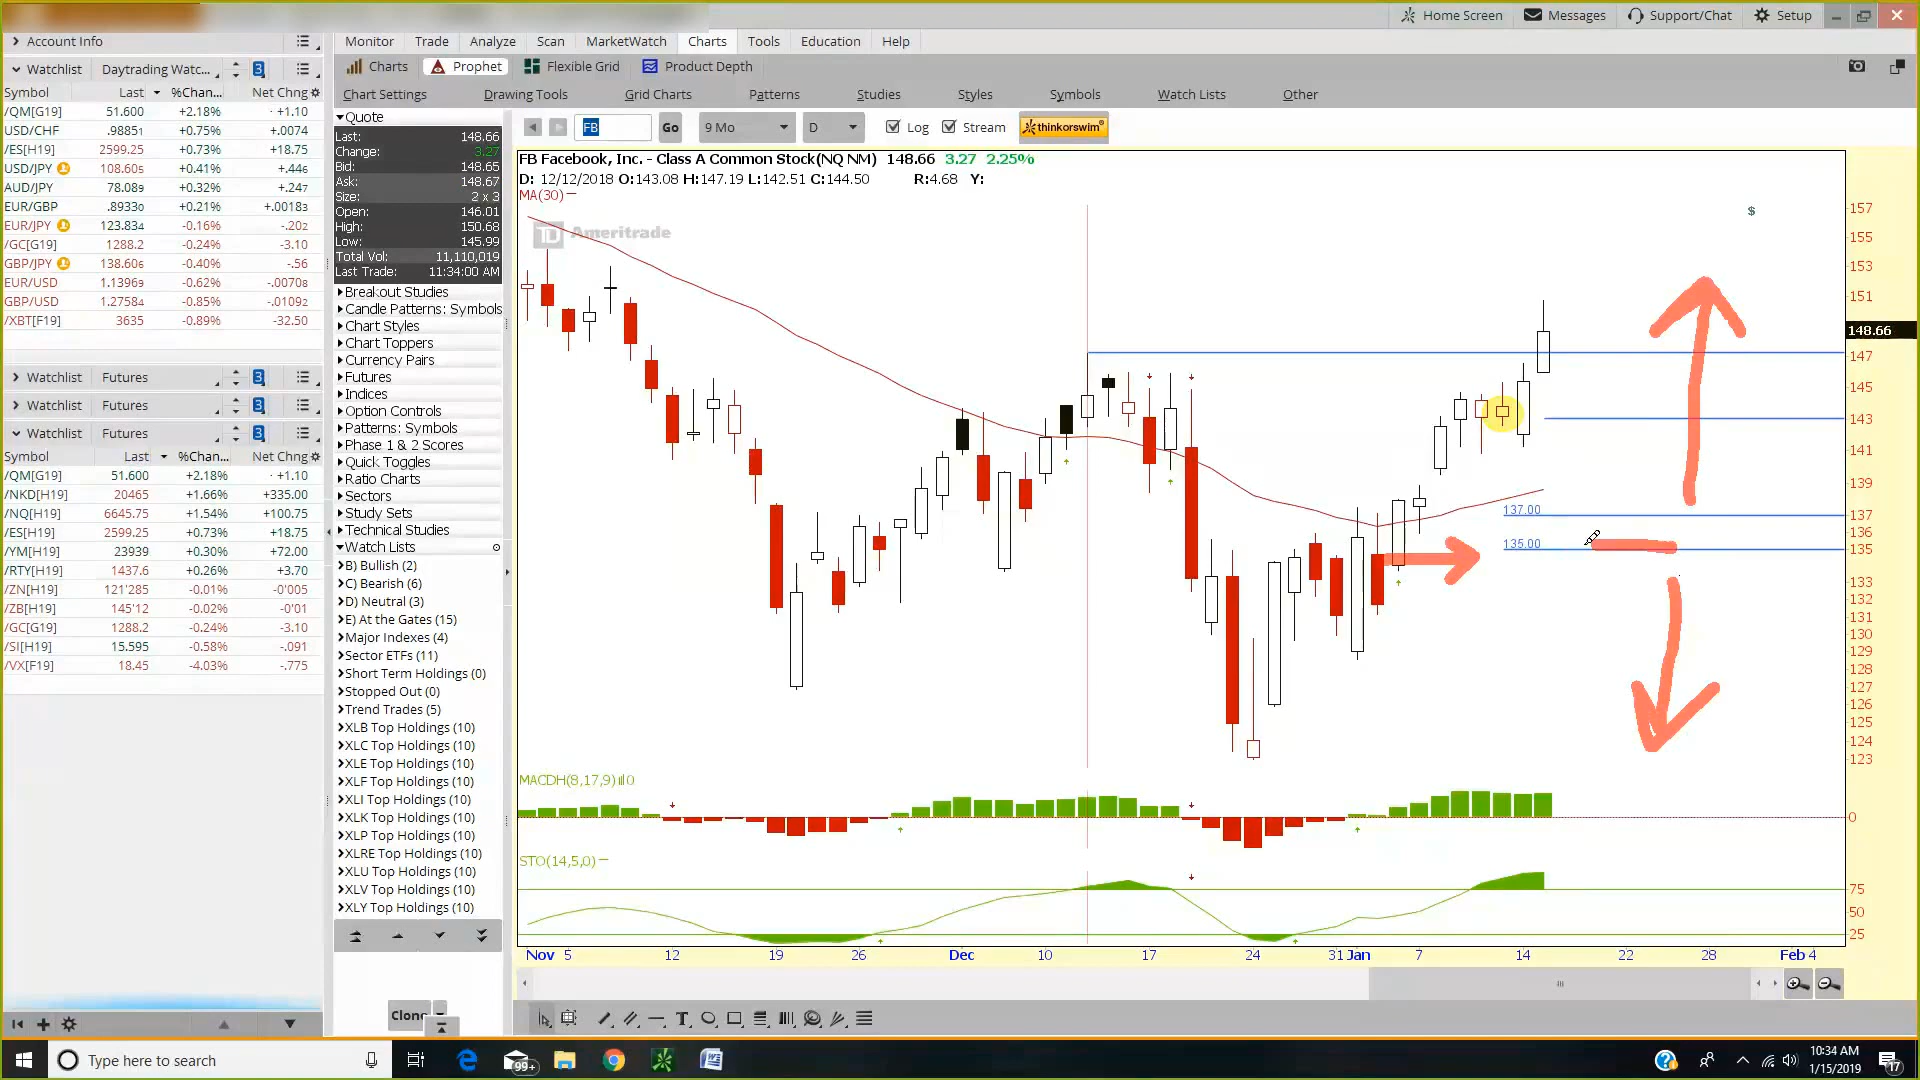 Home Screen Messages Support/Chat Setup
Account Info
Monitor Trade Analyze Scan MarketWatch Charts Tools Education Help
Watchlist Daytrading Watc... 3
Charts Prophet Flexible Grid Product Depth
Symbol Last %Chan... Net Chng
Chart Settings Drawing Tools Grid Charts Patterns Studies Styles Symbols Watch Lists Other
/QM[G19] 51.600 +2.18% +1.10
USD/CHF .98851 +0.75% +.0074
/ES[H19] 2599.25 +0.73% +18.75
USD/JPY 108.605 +0.41% +.446
AUD/JPY 78.089 +0.32% +.247
EUR/GBP .89330 +0.21% +.00183
EUR/JPY 123.834 -0.16% -.202
/GC[G19] 1288.2 -0.24% -3.10
GBP/JPY 138.606 -0.40% -.56
EUR/USD 1.13969 -0.62% -.00708
GBP/USD 1.27584 -0.85% -.01092
/XBT[F19] 3635 -0.89% -32.50
Watchlist Futures 3
Watchlist Futures 3
Watchlist Futures 3
Symbol Last %Chan... Net Chng
/QM[G19] 51.600 +2.18% +1.10
/NKD[H19] 20465 +1.66% +335.00
/NQ[H19] 6645.75 +1.54% +100.75
/ES[H19] 2599.25 +0.73% +18.75
/YM[H19] 23939 +0.30% +72.00
/RTY[H19] 1437.6 +0.26% +3.70
/ZN[H19] 121'285 -0.01% -0'005
/ZB[H19] 145'12 -0.02% -0'01
/GC[G19] 1288.2 -0.24% -3.10
/SI[H19] 15.595 -0.58% -.091
/VX[F19] 18.45 -4.03% -.775
Quote
Last: 148.66
Change: 3.27
Bid: 148.65
Ask: 148.67
Size: 2 x 3
Open: 146.01
High: 150.68
Low: 145.99
Total Vol: 11,110,019
Last Trade: 11:34:00 AM
Breakout Studies
Candle Patterns: Symbols
Chart Styles
Chart Toppers
Currency Pairs
Futures
Indices
Option Controls
Patterns: Symbols
Phase 1 & 2 Scores
Quick Toggles
Ratio Charts
Sectors
Study Sets
Technical Studies
Watch Lists
B) Bullish (2)
C) Bearish (6)
D) Neutral (3)
E) At the Gates (15)
Major Indexes (4)
Sector ETFs (11)
Short Term Holdings (0)
Stopped Out (0)
Trend Trades (5)
XLB Top Holdings (10)
XLC Top Holdings (10)
XLE Top Holdings (10)
XLF Top Holdings (10)
XLI Top Holdings (10)
XLK Top Holdings (10)
XLP Top Holdings (10)
XLRE Top Holdings (10)
XLU Top Holdings (10)
XLV Top Holdings (10)
XLY Top Holdings (10)
Clone
FB Go 9 Mo D Log Stream thinkorswim
FB Facebook, Inc. - Class A Common Stock(NQ NM) 148.66 3.27 2.25%
D: 12/12/2018 O:143.08 H:147.19 L:142.51 C:144.50 R:4.68 Y:
MA(30)
TD Ameritrade
$
157
155
153
151
148.66
147
145
143
141
139
137.00 137
136
135.00 135
133
132
131
130
129
128
127
126
125
124
123
MACDH(8,17,9)
0
STO(14,5,0)
75
50
25
Nov 5 12 19 26 Dec 10 17 24 31 Jan 7 14 22 28 Feb 4
T
Type here to search 99+ 10:34 AM
1/15/2019 17